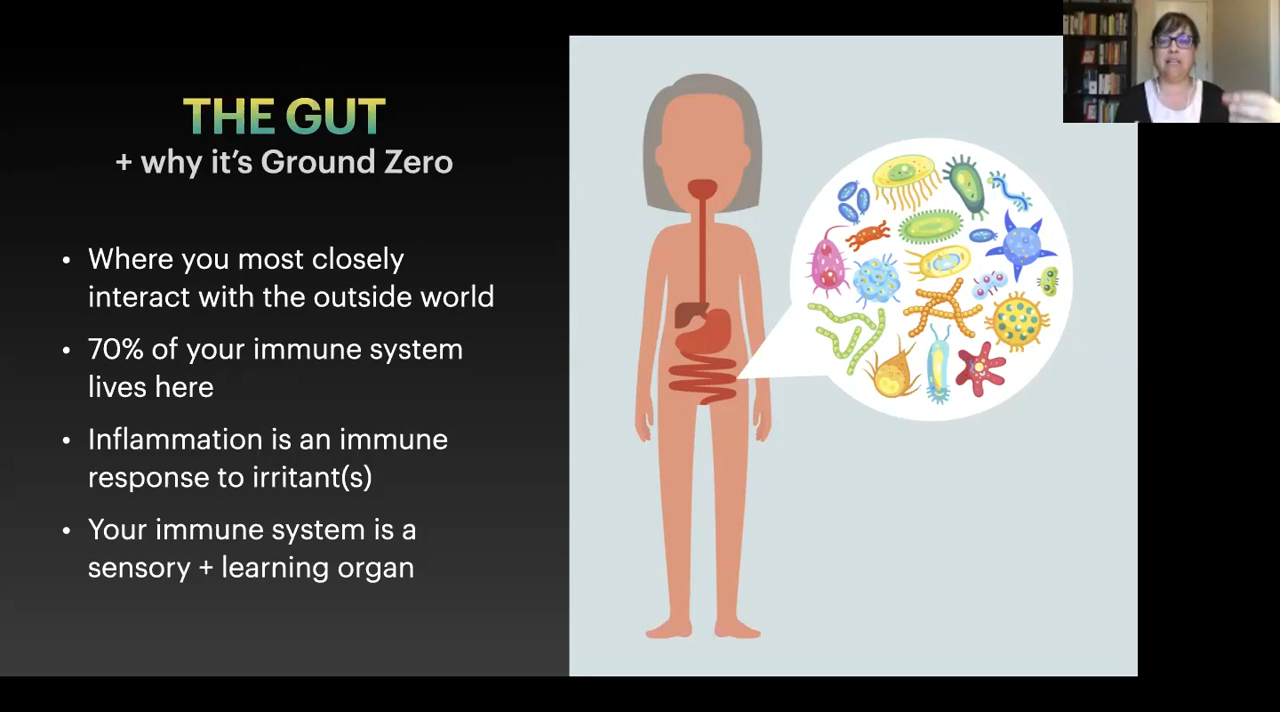 THE GUT
+ why it’s Ground Zero
• Where you most closely
interact with the outside world
• 70% of your immune system
lives here
• Inflammation is an immune
response to irritant(s)
• Your immune system is a
sensory + learning organ